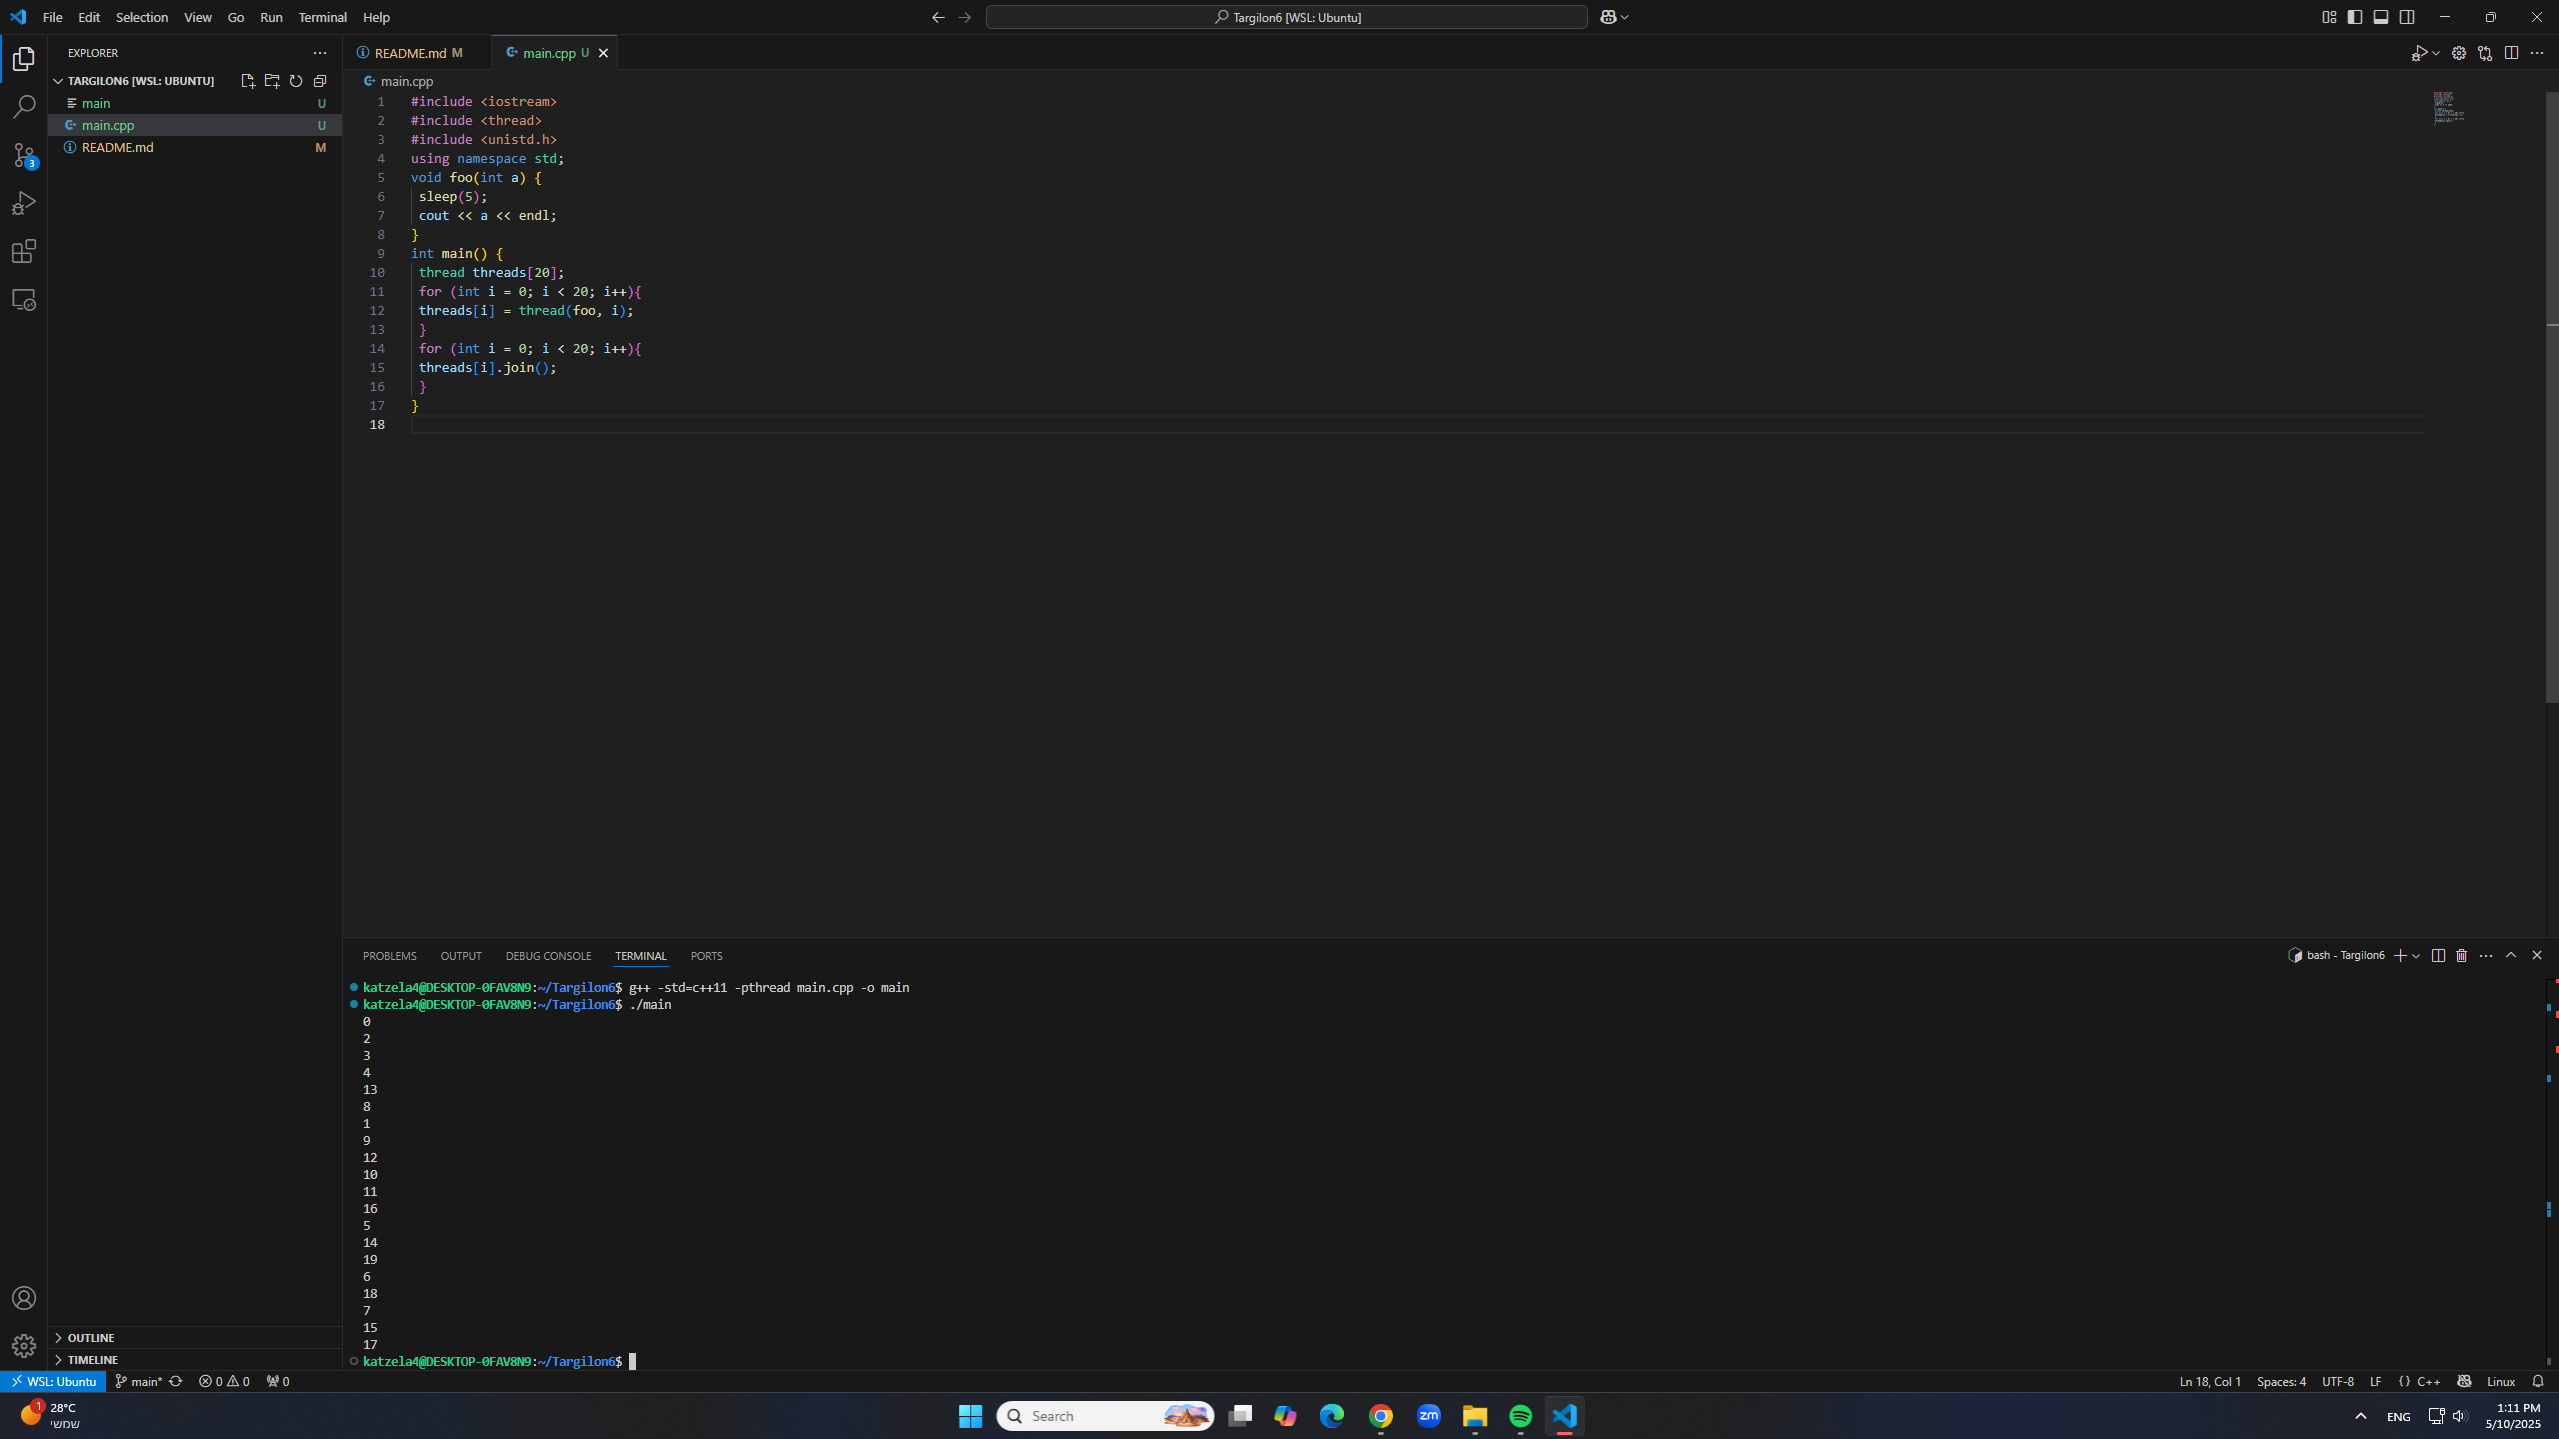 File Edit Selection View Go Run Terminal Help
Targilon6 [WSL: Ubuntu]
EXPLORER
TARGILON6 [WSL: UBUNTU]
main U
main.cpp U
README.md M
3
OUTLINE
TIMELINE
README.md M
main.cpp U
main.cpp
1 #include <iostream>
2 #include <thread>
3 #include <unistd.h>
4 using namespace std;
5 void foo(int a) {
6 sleep(5);
7 cout << a << endl;
8 }
9 int main() {
10 thread threads[20];
11 for (int i = 0; i < 20; i++){
12 threads[i] = thread(foo, i);
13 }
14 for (int i = 0; i < 20; i++){
15 threads[i].join();
16 }
17 }
18
PROBLEMS OUTPUT DEBUG CONSOLE TERMINAL PORTS
bash - Targilon6
katzela4@DESKTOP-0FAV8N9:~/Targilon6$ g++ -std=c++11 -pthread main.cpp -o main
katzela4@DESKTOP-0FAV8N9:~/Targilon6$ ./main
0
2
3
4
13
8
1
9
12
10
11
16
5
14
19
6
18
7
15
17
katzela4@DESKTOP-0FAV8N9:~/Targilon6$
WSL: Ubuntu main* 0 0 0
Ln 18, Col 1 Spaces: 4 UTF-8 LF {} C++ Linux
1
28°C
שמשי
Search
zm
ENG
1:11 PM
5/10/2025